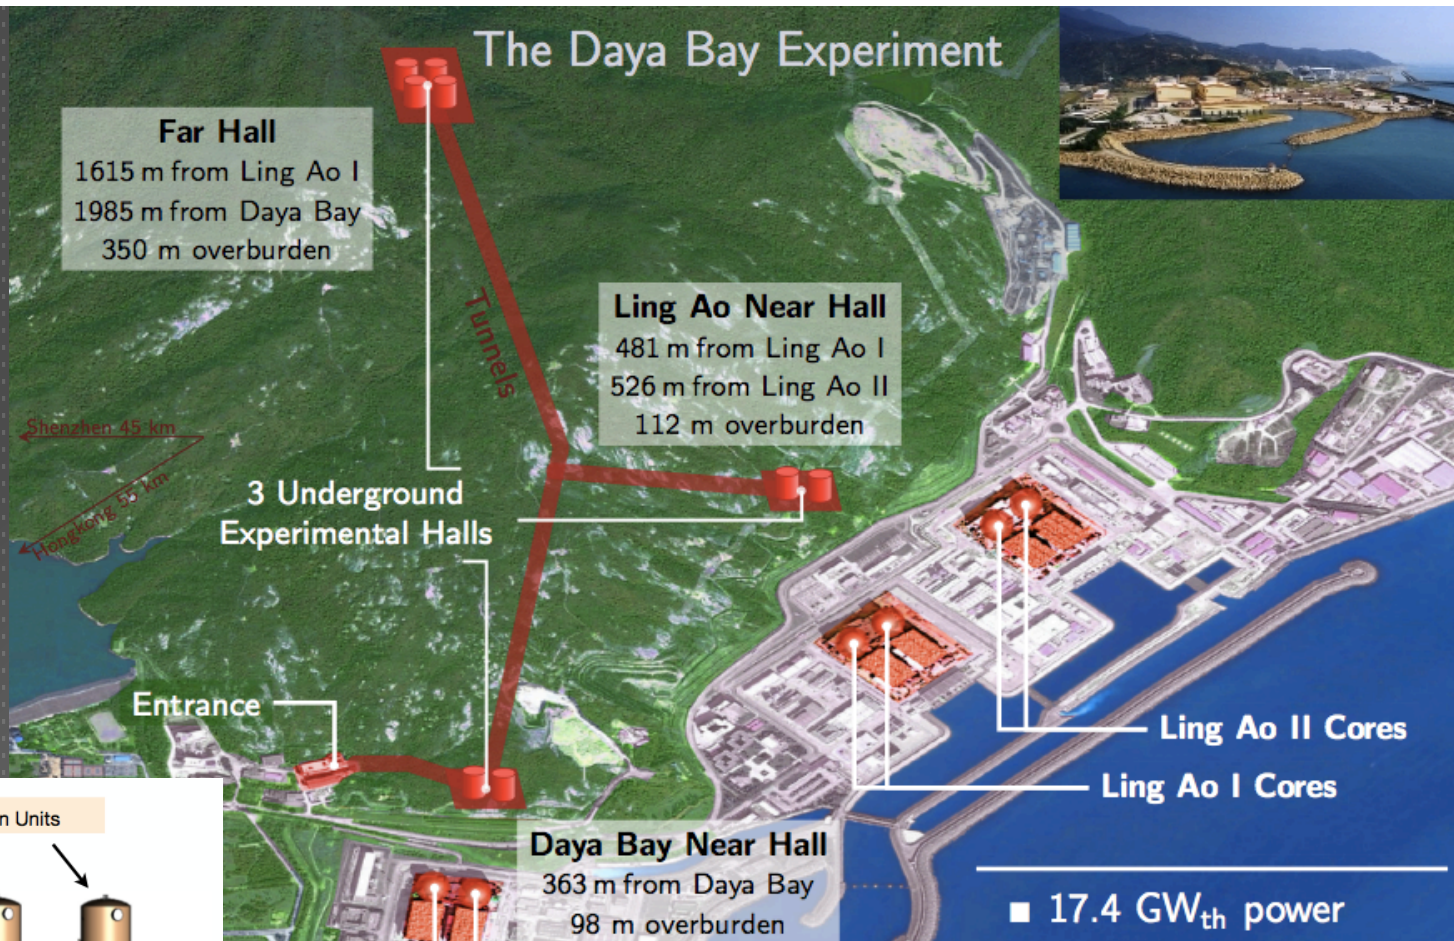 The Daya Bay Experiment
Far Hall
1615 m from Ling Ao I
1985 m from Daya Bay
350 m overburden
Tunnels
Ling Ao Near Hall
481 m from Ling Ao I
526 m from Ling Ao II
112 m overburden
Shenzhen 45 km
Hongkong 55 km
3 Underground
Experimental Halls
Entrance
Ling Ao II Cores
Ling Ao I Cores
n Units
Daya Bay Near Hall
363 m from Daya Bay
98 m overburden
■ 17.4 GWth power